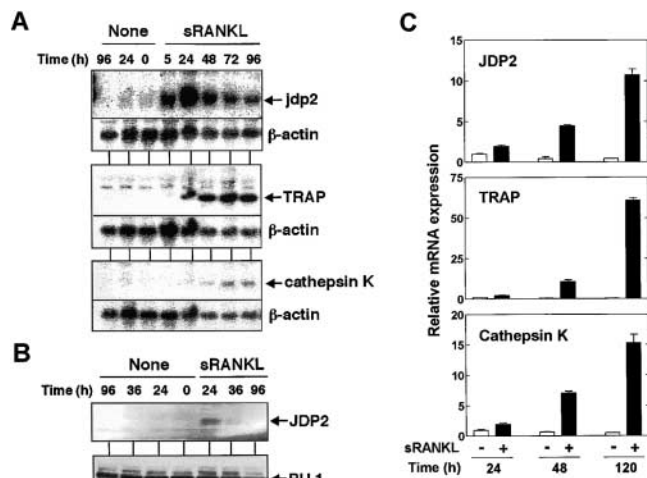 A
None sRANKL
Time (h) 96 24 0 5 24 48 72 96
jdp2
β-actin
TRAP
β-actin
cathepsin K
β-actin
B
None sRANKL
Time (h) 96 36 24 0 24 36 96
JDP2
C
Relative mRNA expression
JDP2
15
10
5
0
TRAP
75
50
25
0
Cathepsin K
20
15
10
5
0
sRANKL - + - + - +
Time (h) 24 48 120